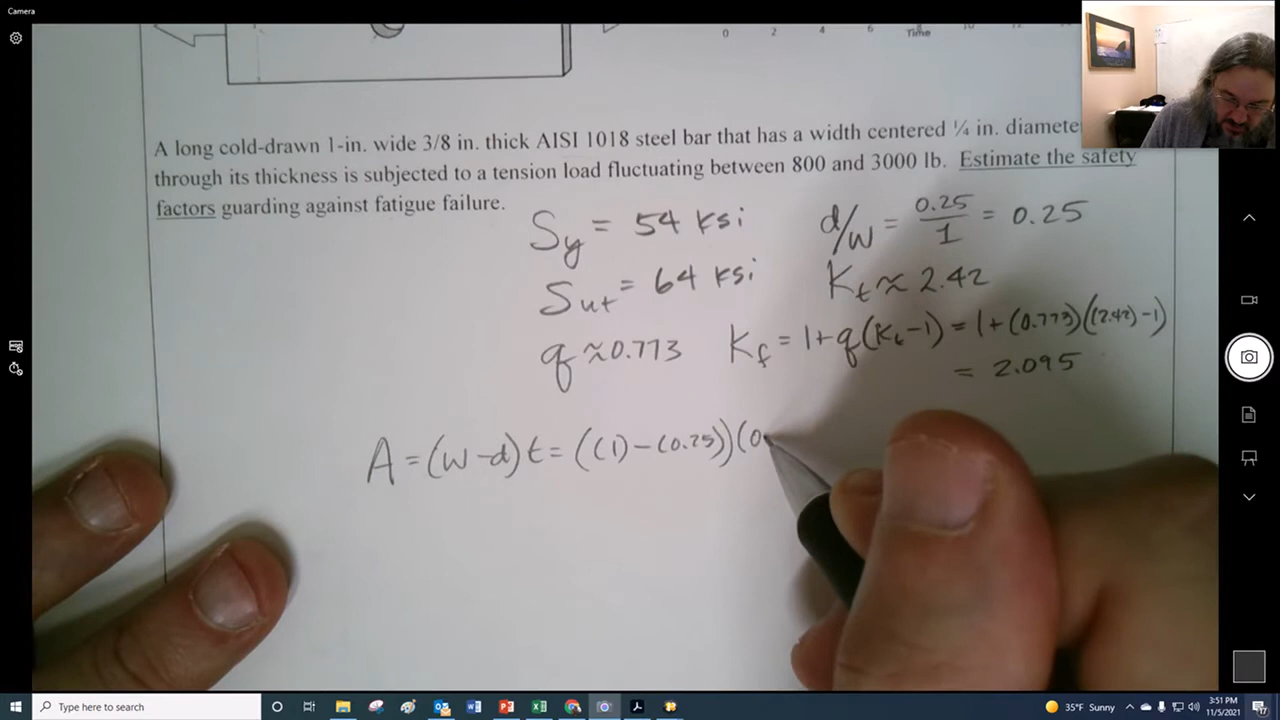 Camera
0 2 4 6 Time
A long cold-drawn 1-in. wide 3/8 in. thick AISI 1018 steel bar that has a width centered ¼ in. diamete
through its thickness is subjected to a tension load fluctuating between 800 and 3000 lb. Estimate the safety
factors guarding against fatigue failure.
Sy = 54 ksi
d/w = 0.25/1 = 0.25
Sut = 64 ksi
Kt ≈ 2.42
q ≈ 0.773
Kf = 1+q(Kt-1) = 1+(0.773)((2.42)-1)
= 2.095
A = (w-d)t = ((1)-(0.25))(0.
Type here to search
35°F Sunny
3:51 PM
11/5/2021
17